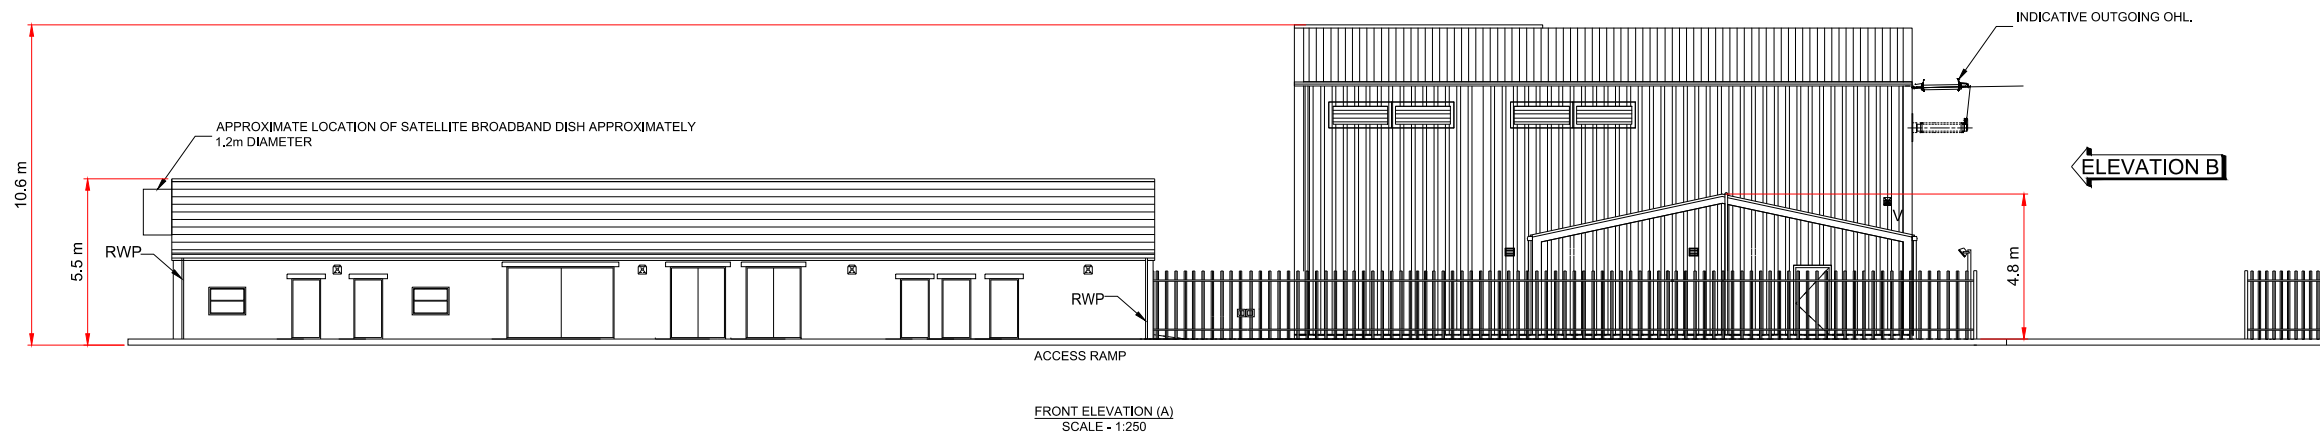 INDICATIVE OUTGOING OHL.
APPROXIMATE LOCATION OF SATELLITE BROADBAND DISH APPROXIMATELY
1.2m DIAMETER
10.6 m
ELEVATION B
5.5 m
RWP
4.8 m
RWP
ACCESS RAMP
FRONT ELEVATION (A)
SCALE - 1:250